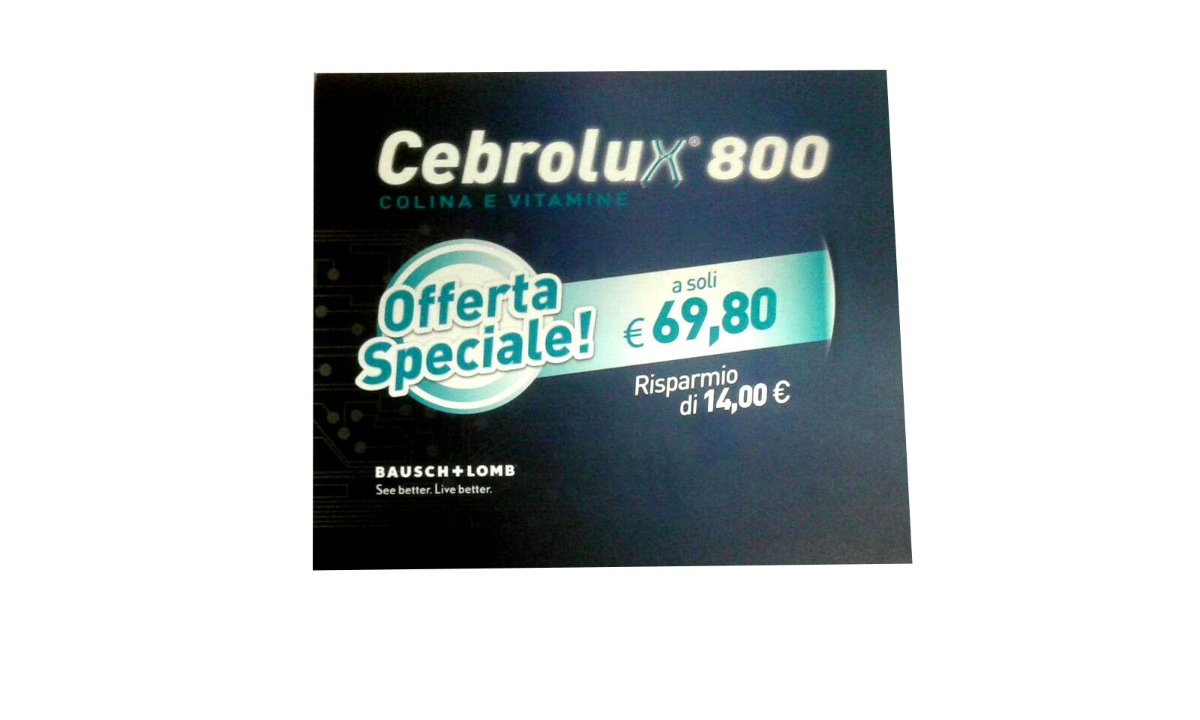 Cebrolux® 800
COLINA E VITAMINE
Offerta
Speciale!
a soli
€ 69,80
Risparmio
di 14,00 €
BAUSCH+LOMB
See better. Live better.